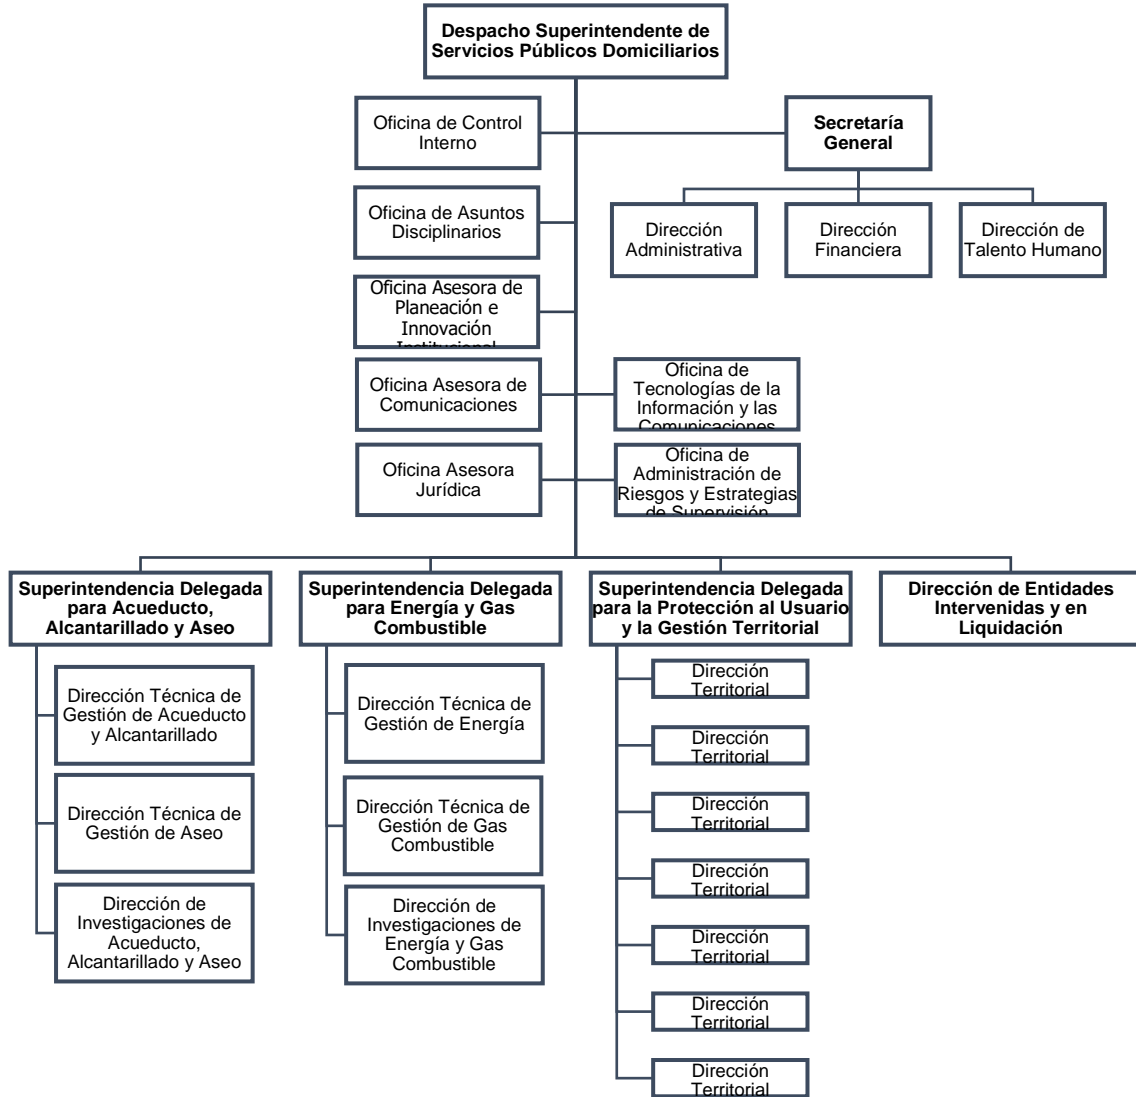 Despacho Superintendente de
Servicios Públicos Domiciliarios
Oficina de Control
Interno
Secretaría
General
Oficina de Asuntos
Disciplinarios
Dirección
Administrativa
Dirección
Financiera
Dirección de
Talento Humano
Oficina Asesora de
Planeación e
Innovación
Institucional
Oficina Asesora de
Comunicaciones
Oficina de
Tecnologías de la
Información y las
Comunicaciones
Oficina Asesora
Jurídica
Oficina de
Administración de
Riesgos y Estrategias
de Supervisión
Superintendencia Delegada
para Acueducto,
Alcantarillado y Aseo
Dirección Técnica de
Gestión de Acueducto
y Alcantarillado
Dirección Técnica de
Gestión de Aseo
Dirección de
Investigaciones de
Acueducto,
Alcantarillado y Aseo
Superintendencia Delegada
para Energía y Gas
Combustible
Dirección Técnica de
Gestión de Energía
Dirección Técnica de
Gestión de Gas
Combustible
Dirección de
Investigaciones de
Energía y Gas
Combustible
Superintendencia Delegada
para la Protección al Usuario
y la Gestión Territorial
Dirección
Territorial
Dirección
Territorial
Dirección
Territorial
Dirección
Territorial
Dirección
Territorial
Dirección
Territorial
Dirección
Territorial
Dirección de Entidades
Intervenidas y en
Liquidación